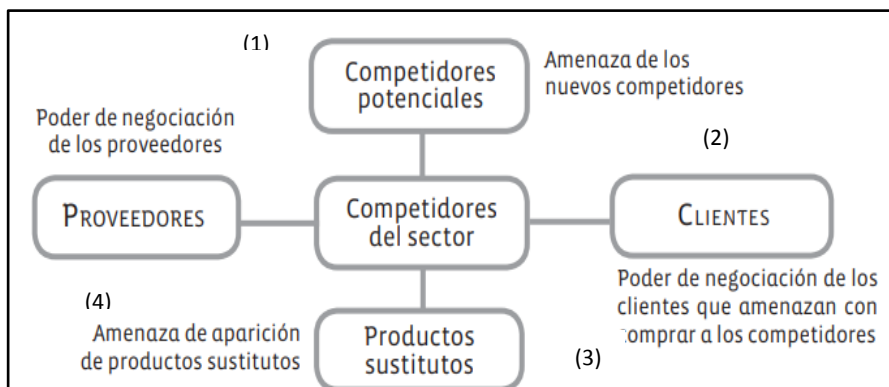 (1)
Competidores
potenciales
Amenaza de los
nuevos competidores
Poder de negociación
de los proveedores
(2)
PROVEEDORES
Competidores
del sector
CLIENTES
Poder de negociación de los
clientes que amenazan con
comprar a los competidores
(4)
Amenaza de aparición
de productos sustitutos
Productos
sustitutos
(3)